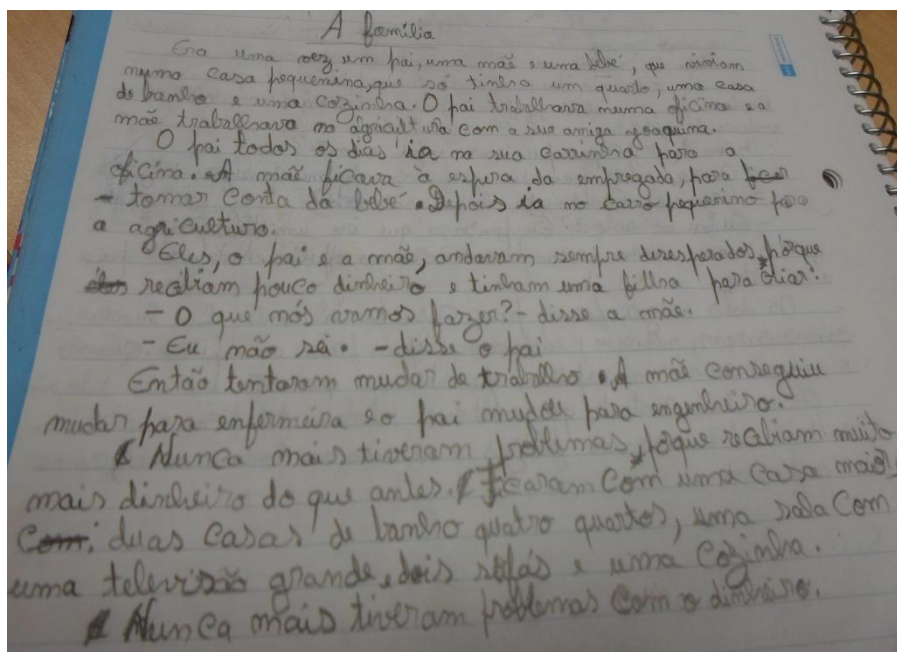 A família
Era uma vez um pai, uma mãe e uma bebé, que viviam
numa casa pequenina, que só tinha um quarto, uma casa
de banho e uma cozinha. O pai trabalhava numa oficina e a
mãe trabalhava na agricultura com a sua amiga Joaquina.
O pai todos os dias ia na sua carrinha para a
oficina. A mãe ficava à espera da empregada, para
tomar conta da bebé. Depois ia no carro pequenino para
a agricultura.
Eles, o pai e a mãe, andavam sempre desesperados, porque
recebiam pouco dinheiro e tinham uma filha para criar!
- O que nós vamos fazer? - disse a mãe.
- Eu não sei. - disse o pai
Então tentaram mudar de trabalho. A mãe conseguiu
mudar para enfermeira e o pai mudou para engenheiro.
Nunca mais tiveram problemas, porque recebiam muito
mais dinheiro do que antes. Ficaram com uma casa maior,
com: duas casas de banho quatro quartos, uma sala com
uma televisão grande, dois sofás e uma cozinha.
Nunca mais tiveram problemas com o dinheiro.